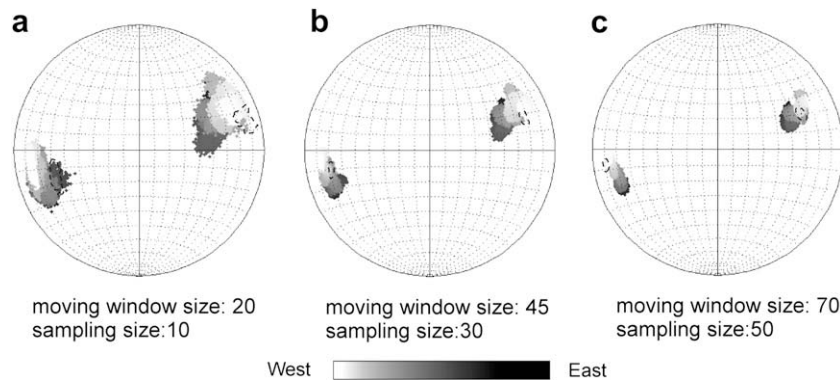 a
b
c
moving window size: 20
sampling size:10
moving window size: 45
sampling size:30
moving window size: 70
sampling size:50
West
East